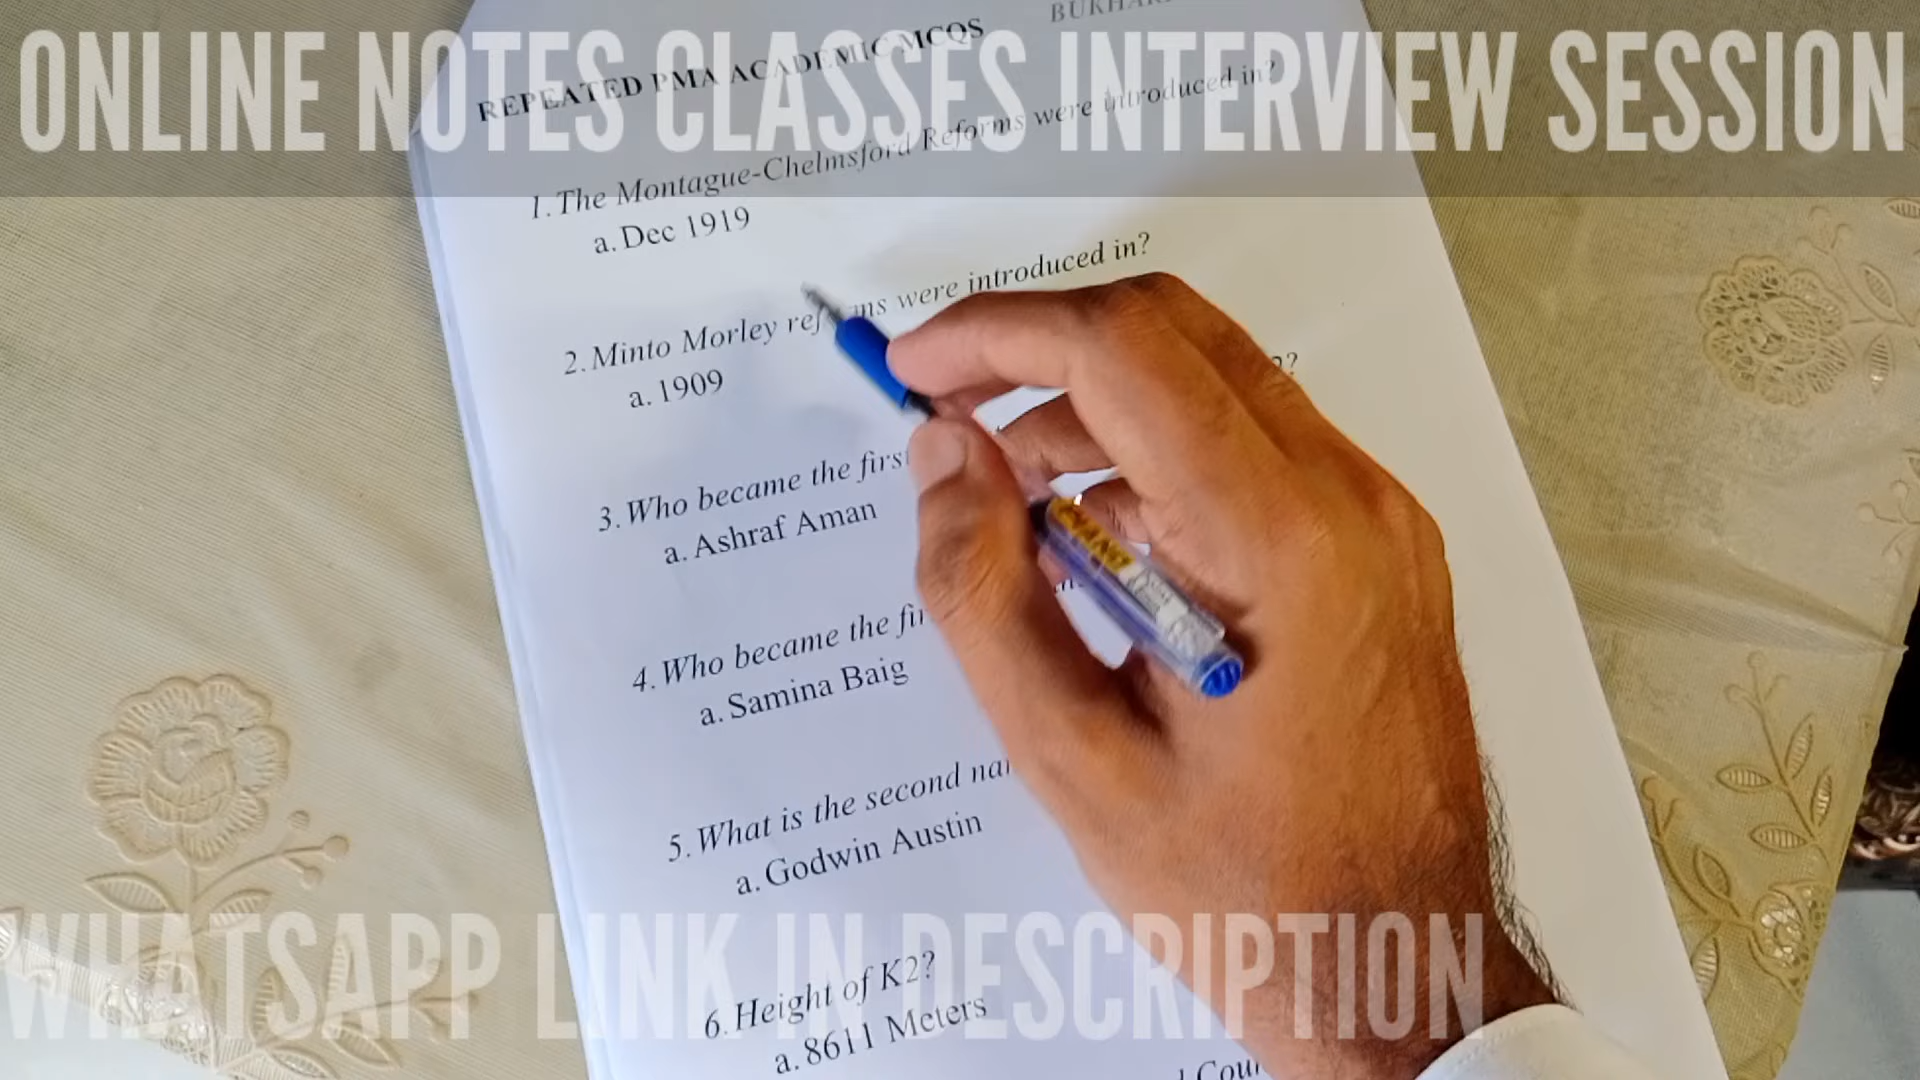 ONLINE NOTES CLASSES INTERVIEW SESSION
REPEATED PMA ACADEMIC MCQS
1. The Montague-Chelmsford Reforms were introduced in?
a. Dec 1919
2. Minto Morley reforms were introduced in?
a. 1909
3. Who became the first
a. Ashraf Aman
4. Who became the
a. Samina Baig
5. What is the second
a. Godwin Austin
WHATSAPP LINK IN DESCRIPTION
6. Height of K2?
a. 8611 Meters